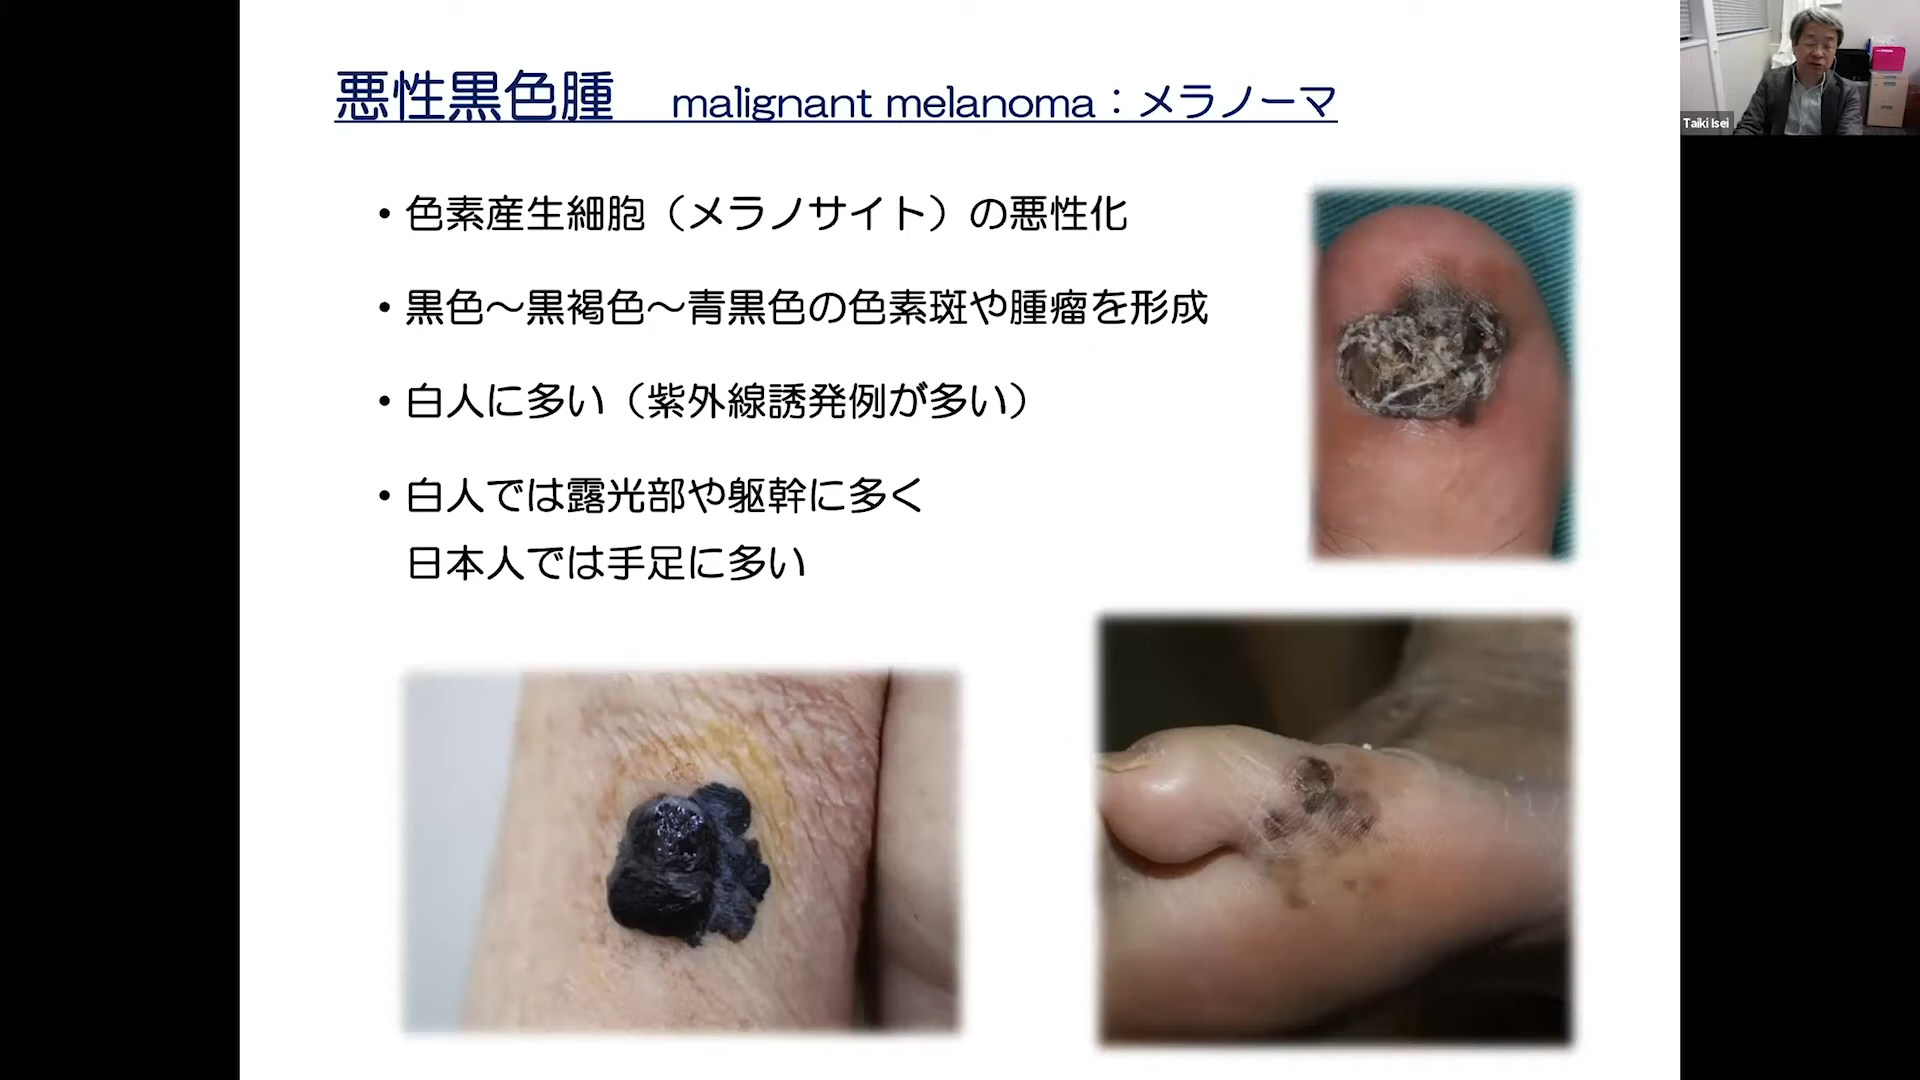 悪性黒色腫 malignant melanoma：メラノーマ
Taiki Isei
・色素産生細胞（メラノサイト）の悪性化
・黒色～黒褐色～青黒色の色素斑や腫瘤を形成
・白人に多い（紫外線誘発例が多い）
・白人では露光部や躯幹に多く
日本人では手足に多い